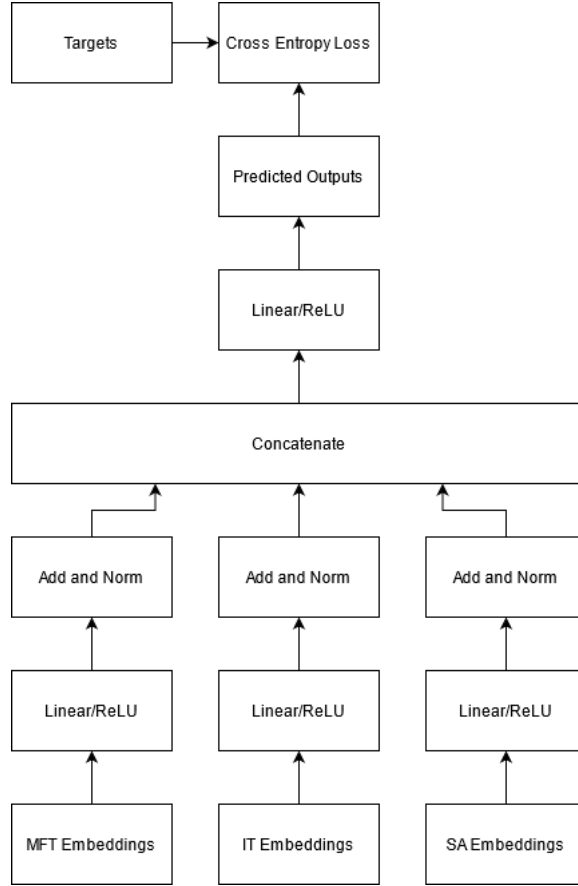 Targets
Cross Entropy Loss
Predicted Outputs
Linear/ReLU
Concatenate
Add and Norm
Add and Norm
Add and Norm
Linear/ReLU
Linear/ReLU
Linear/ReLU
MFT Embeddings
IT Embeddings
SA Embeddings